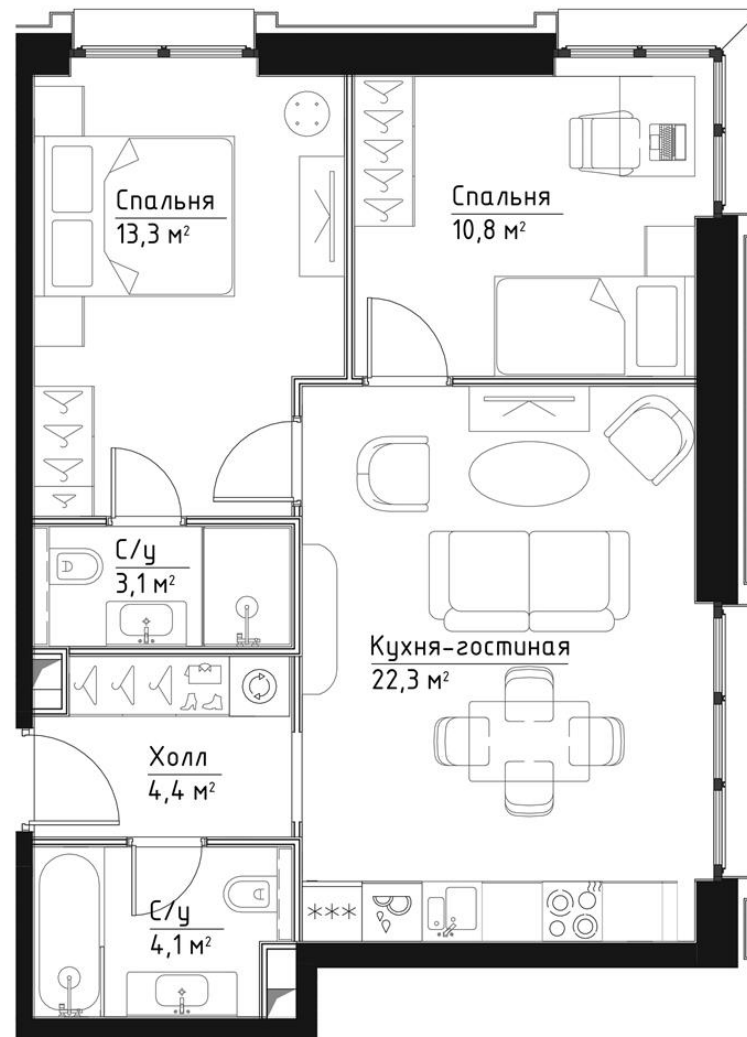 Спальня
13,3 м²
Спальня
10,8 м²
С/у
3,1 м²
Кухня-гостиная
22,3 м²
Холл
4,4 м²
С/у
4,1 м²
***